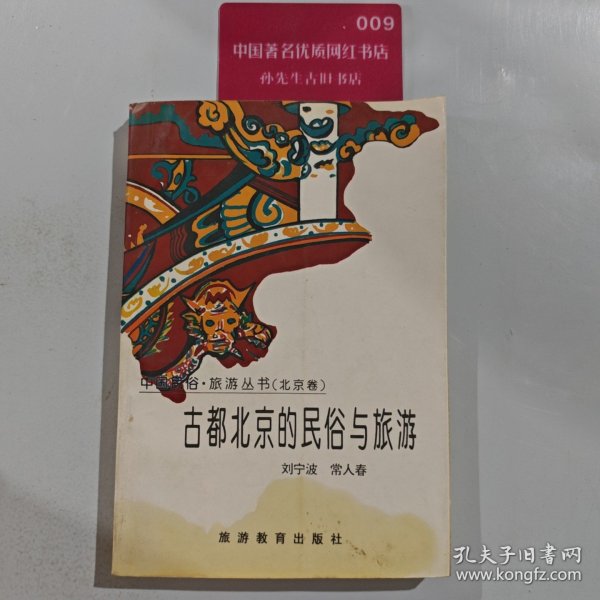 009
中国著名优质网红书店
孙先生古旧书店
中国民俗·旅游丛书(北京卷)
古都北京的民俗与旅游
刘宁波 常人春
旅游教育出版社
孔夫子旧书网
www.kongfz.com